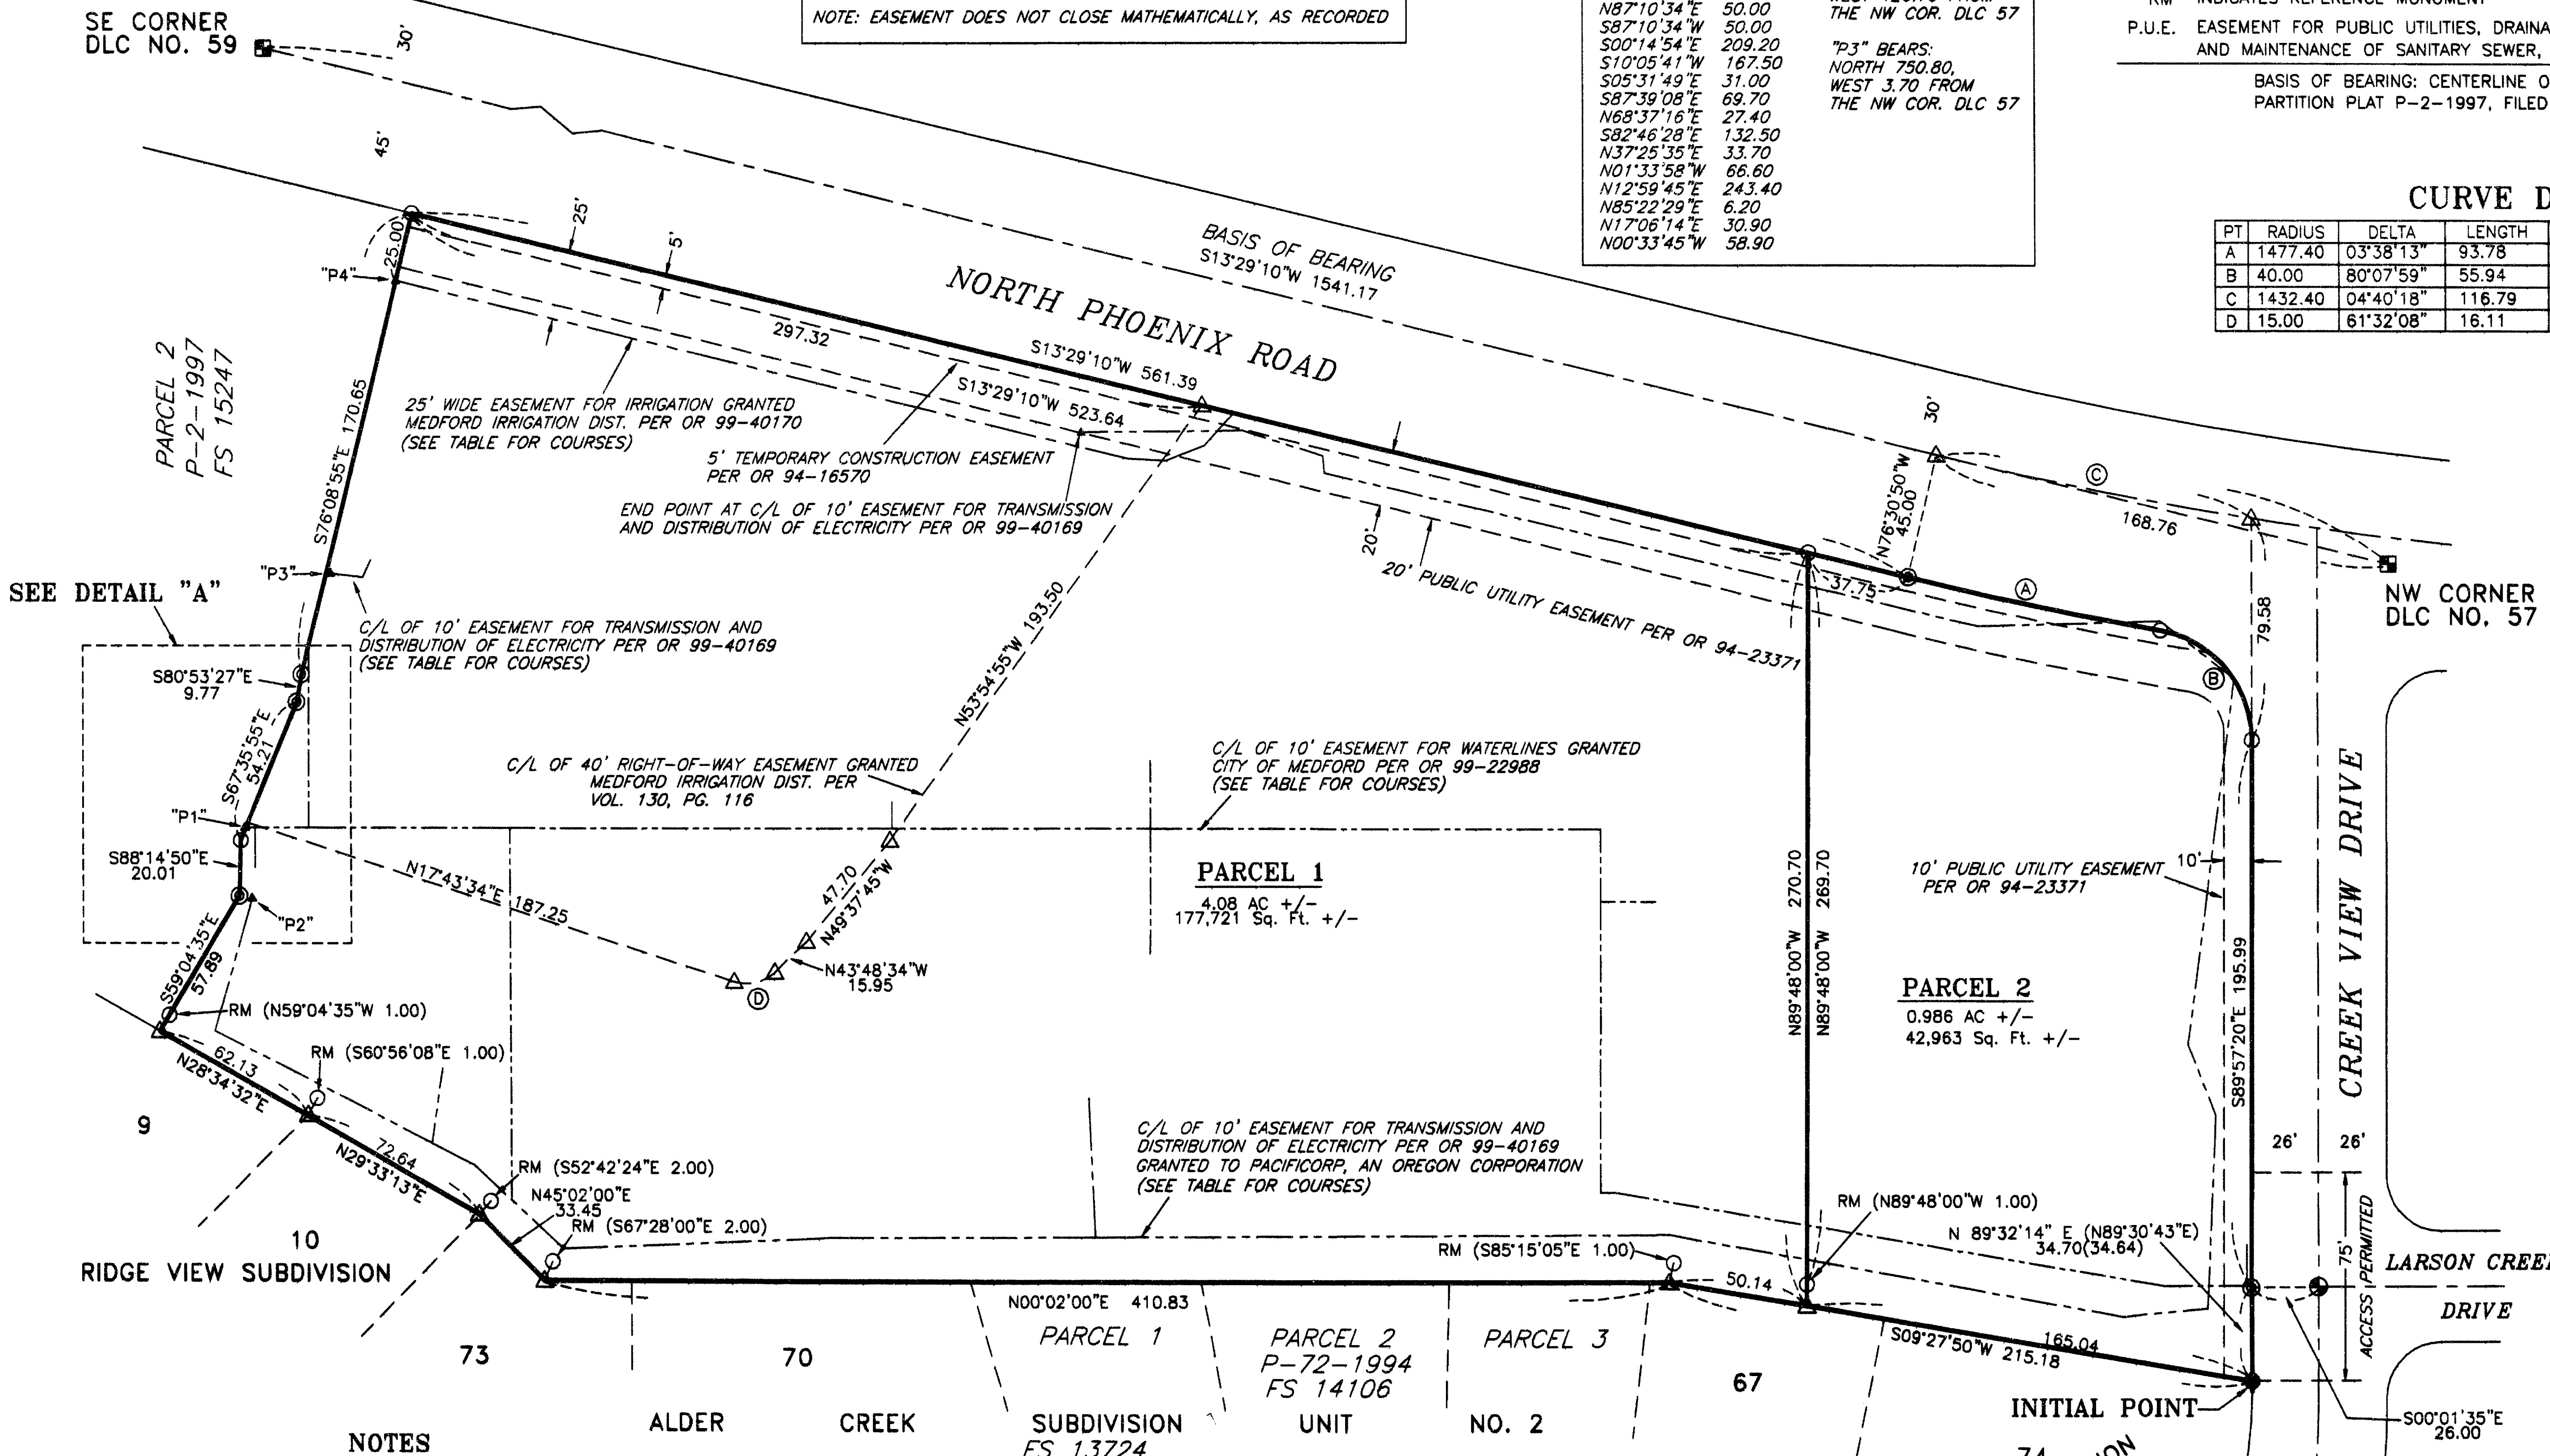 SE CORNER
DLC NO. 59
30'
45'
NOTE: EASEMENT DOES NOT CLOSE MATHEMATICALLY, AS RECORDED
N87°10'34"E 50.00
S87°10'34"W 50.00
S00°14'54"E 209.20
S10°05'41"W 167.50
S05°31'49"E 31.00
S87°39'08"E 69.70
N68°37'16"E 27.40
S82°46'28"E 132.50
N37°25'35"E 33.70
N01°33'58"W 66.60
N12°59'45"E 243.40
N85°22'29"E 6.20
N17°06'14"E 30.90
N00°33'45"W 58.90
THE NW COR. DLC 57
"P3" BEARS:
NORTH 750.80,
WEST 3.70 FROM
THE NW COR. DLC 57
P.U.E. EASEMENT FOR PUBLIC UTILITIES, DRAINA
AND MAINTENANCE OF SANITARY SEWER,
BASIS OF BEARING: CENTERLINE O
PARTITION PLAT P-2-1997, FILED
CURVE D
PT RADIUS DELTA LENGTH
A 1477.40 03°38'13" 93.78
B 40.00 80°07'59" 55.94
C 1432.40 04°40'18" 116.79
D 15.00 61°32'08" 16.11
BASIS OF BEARING
S13°29'10"W 1541.17
NORTH PHOENIX ROAD
25.00
"P4"
25'
5'
297.32
S13°29'10"W 561.39
S13°29'10"W 523.64
PARCEL 2
P-2-1997
FS 15247
S76°08'55"E 170.65
25' WIDE EASEMENT FOR IRRIGATION GRANTED
MEDFORD IRRIGATION DIST. PER OR 99-40170
(SEE TABLE FOR COURSES)
5' TEMPORARY CONSTRUCTION EASEMENT
PER OR 94-16570
END POINT AT C/L OF 10' EASEMENT FOR TRANSMISSION
AND DISTRIBUTION OF ELECTRICITY PER OR 99-40169
20'
20' PUBLIC UTILITY EASEMENT PER OR 94-23371
30'
N76°30'50"W
45.00
C
168.76
37.75
A
B
79.58
NW CORNER
DLC NO. 57
"P3"
SEE DETAIL "A"
C/L OF 10' EASEMENT FOR TRANSMISSION AND
DISTRIBUTION OF ELECTRICITY PER OR 99-40169
(SEE TABLE FOR COURSES)
S80°53'27"E
9.77
S67°35'55"E
54.21
"P1"
S88°14'50"E
20.01
"P2"
S59°04'35"E
57.89
N53°54'55"W 193.50
C/L OF 40' RIGHT-OF-WAY EASEMENT GRANTED
MEDFORD IRRIGATION DIST. PER
VOL. 130, PG. 116
C/L OF 10' EASEMENT FOR WATERLINES GRANTED
CITY OF MEDFORD PER OR 99-22988
(SEE TABLE FOR COURSES)
N17°43'34"E 187.25
47.70
N49°37'45"W
N43°48'34"W
15.95
D
PARCEL 1
4.08 AC +/-
177,721 Sq. Ft. +/-
N89°48'00"W 270.70
N89°48'00"W 269.70
10' PUBLIC UTILITY EASEMENT
PER OR 94-23371
10'
PARCEL 2
0.986 AC +/-
42,963 Sq. Ft. +/-
S89°57'20"E 195.99
CREEK VIEW DRIVE
26' 26'
RM (N59°04'35"W 1.00)
62.13
N28°34'32"E
RM (S60°56'08"E 1.00)
9
72.64
N29°33'13"E
RM (S52°42'24"E 2.00)
N45°02'00"E
33.45
RM (S67°28'00"E 2.00)
10
RIDGE VIEW SUBDIVISION
C/L OF 10' EASEMENT FOR TRANSMISSION AND
DISTRIBUTION OF ELECTRICITY PER OR 99-40169
GRANTED TO PACIFICORP, AN OREGON CORPORATION
(SEE TABLE FOR COURSES)
RM (S85°15'05"E 1.00)
RM (N89°48'00"W 1.00)
N 89°32'14" E (N89°30'43"E)
34.70(34.64)
75'
ACCESS PERMITTED
LARSON CREE
DRIVE
50.14
N00°02'00"E 410.83
165.04
S09°27'50"W 215.18
73
70
PARCEL 1
PARCEL 2
P-72-1994
FS 14106
PARCEL 3
67
INITIAL POINT
S00°01'35"E
26.00
ALDER CREEK SUBDIVISION UNIT NO. 2
FS 13724
NOTES